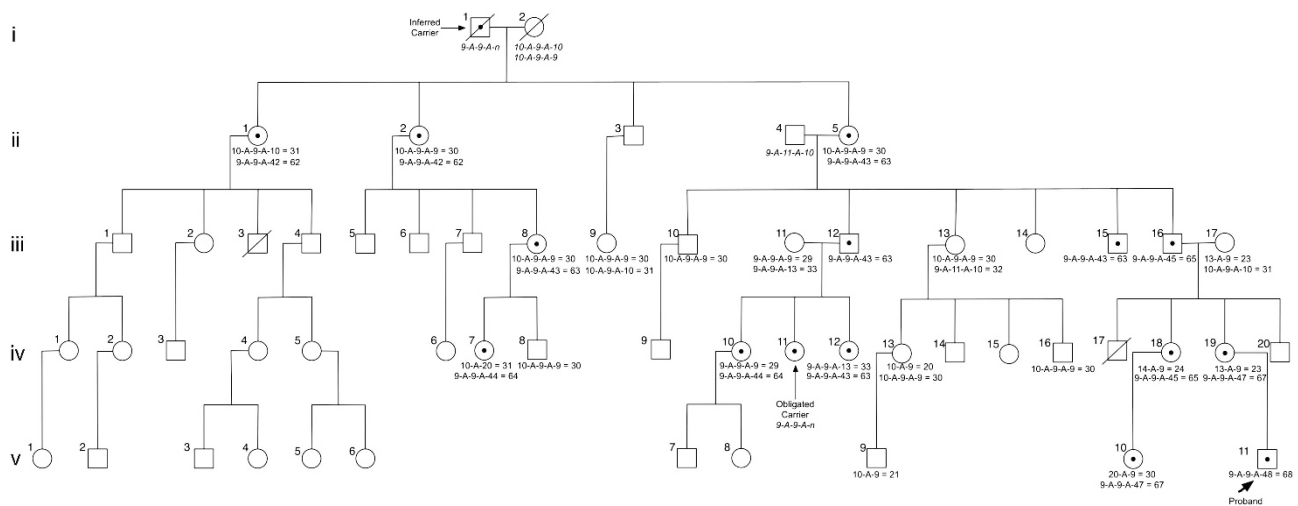 Inferred
Carrier
i
1
2
9-A-9-A-n
10-A-9-A-10
10-A-9-A-9
ii
1
10-A-9-A-10 = 31
9-A-9-A-42 = 62
2
10-A-9-A-9 = 30
9-A-9-A-42 = 62
3
4
9-A-11-A-10
5
10-A-9-A-9 = 30
9-A-9-A-43 = 63
iii
1
2
3
4
5
6
7
8
10-A-9-A-9 = 30
9-A-9-A-43 = 63
9
10-A-9-A-9 = 30
10-A-9-A-10 = 31
10
10-A-9-A-9 = 30
11
9-A-9-A-9 = 29
9-A-9-A-13 = 33
12
9-A-9-A-43 = 63
13
10-A-9-A-9 = 30
9-A-11-A-10 = 32
14
15
9-A-9-A-43 = 63
16
9-A-9-A-45 = 65
17
13-A-9 = 23
10-A-9-A-10 = 31
iv
1
2
3
4
5
6
7
10-A-20 = 31
9-A-9-A-44 = 64
8
10-A-9-A-9 = 30
9
10
9-A-9-A-9 = 29
9-A-9-A-44 = 64
11
Obligated
Carrier
9-A-9-A-n
12
9-A-9-A-13 = 33
9-A-9-A-43 = 63
13
10-A-9 = 20
10-A-9-A-9 = 30
14
15
16
10-A-9-A-9 = 30
17
18
14-A-9 = 24
9-A-9-A-45 = 65
19
13-A-9 = 23
9-A-9-A-47 = 67
20
v
1
2
3
4
5
6
7
8
9
10-A-9 = 21
10
20-A-9 = 30
9-A-9-A-47 = 67
11
9-A-9-A-48 = 68
Proband